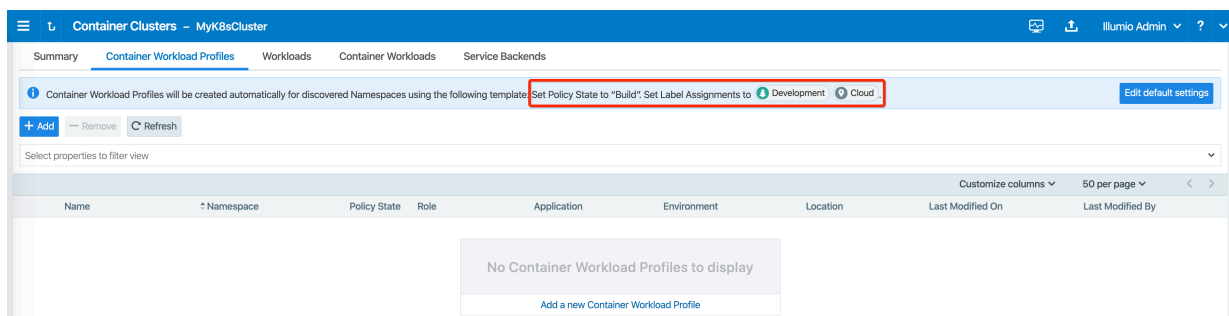 Container Clusters – MyK8sCluster
Illumio Admin ?
Summary Container Workload Profiles Workloads Container Workloads Service Backends
Container Workload Profiles will be created automatically for discovered Namespaces using the following template: Set Policy State to “Build”. Set Label Assignments to Development Cloud .
Edit default settings
+ Add − Remove Refresh
Select properties to filter view
Customize columns 50 per page < >
Name Namespace Policy State Role Application Environment Location Last Modified On Last Modified By
No Container Workload Profiles to display
Add a new Container Workload Profile